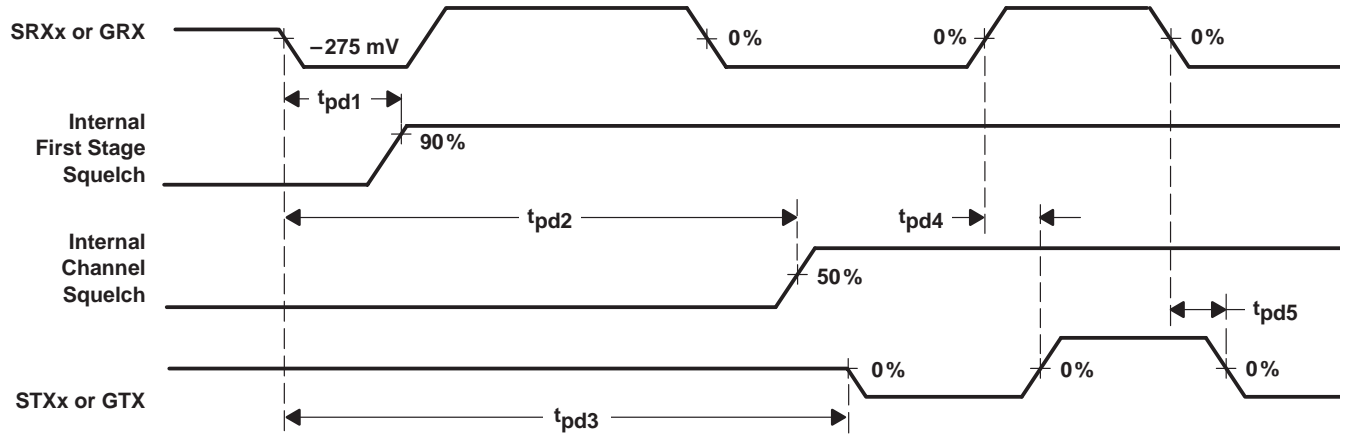 SRXx or GRX
−275 mV
0%
0%
0%
tpd1
Internal
First Stage
Squelch
90%
tpd2
tpd4
Internal
Channel
Squelch
50%
tpd5
STXx or GTX
0%
0%
0%
tpd3